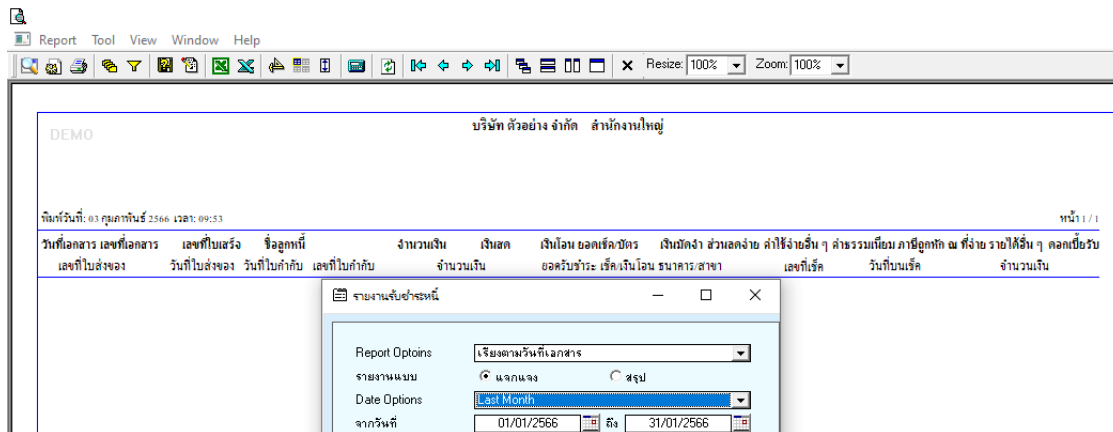 Report Tool View Window Help
Resize: 100% Zoom: 100%
DEMO
บริษัท ตัวอย่าง จำกัด สำนักงานใหญ่
พิมพ์วันที่: 03 กุมภาพันธ์ 2566 เวลา: 09:53 หน้า 1 / 1
วันที่เอกสาร เลขที่เอกสาร เลขที่ใบเสร็จ ชื่อลูกหนี้ จำนวนเงิน เงินสด เงินโอน ยอดเช็ค/บัตร เงินมัดจำ ส่วนลดจ่าย ค่าใช้จ่ายอื่น ๆ ค่าธรรมเนียม ภาษีถูกหัก ณ ที่จ่าย รายได้อื่น ๆ ดอกเบี้ยรับ
เลขที่ใบส่งของ วันที่ใบส่งของ วันที่ใบกำกับ เลขที่ใบกำกับ จำนวนเงิน ยอดรับชำระ เช็ค/เงินโอน ธนาคาร/สาขา เลขที่เช็ค วันที่บนเช็ค จำนวนเงิน
รายงานรับชำระหนี้
Report Optoins เรียงตามวันที่เอกสาร
รายงานแบบ แจกแจง สรุป
Date Options Last Month
จากวันที่ 01/01/2566 ถึง 31/01/2566